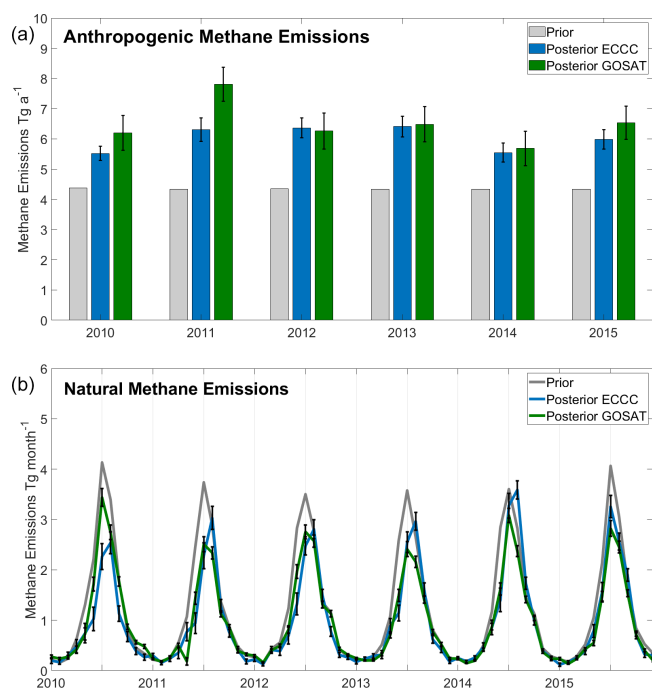 (a)
Anthropogenic Methane Emissions
Prior
Posterior ECCC
Posterior GOSAT
Methane Emissions Tg a-1
10
9
8
7
6
5
4
3
2
1
0
2010
2011
2012
2013
2014
2015
(b)
Natural Methane Emissions
Prior
Posterior ECCC
Posterior GOSAT
Methane Emissions Tg month-1
6
5
4
3
2
1
0
2010
2011
2012
2013
2014
2015